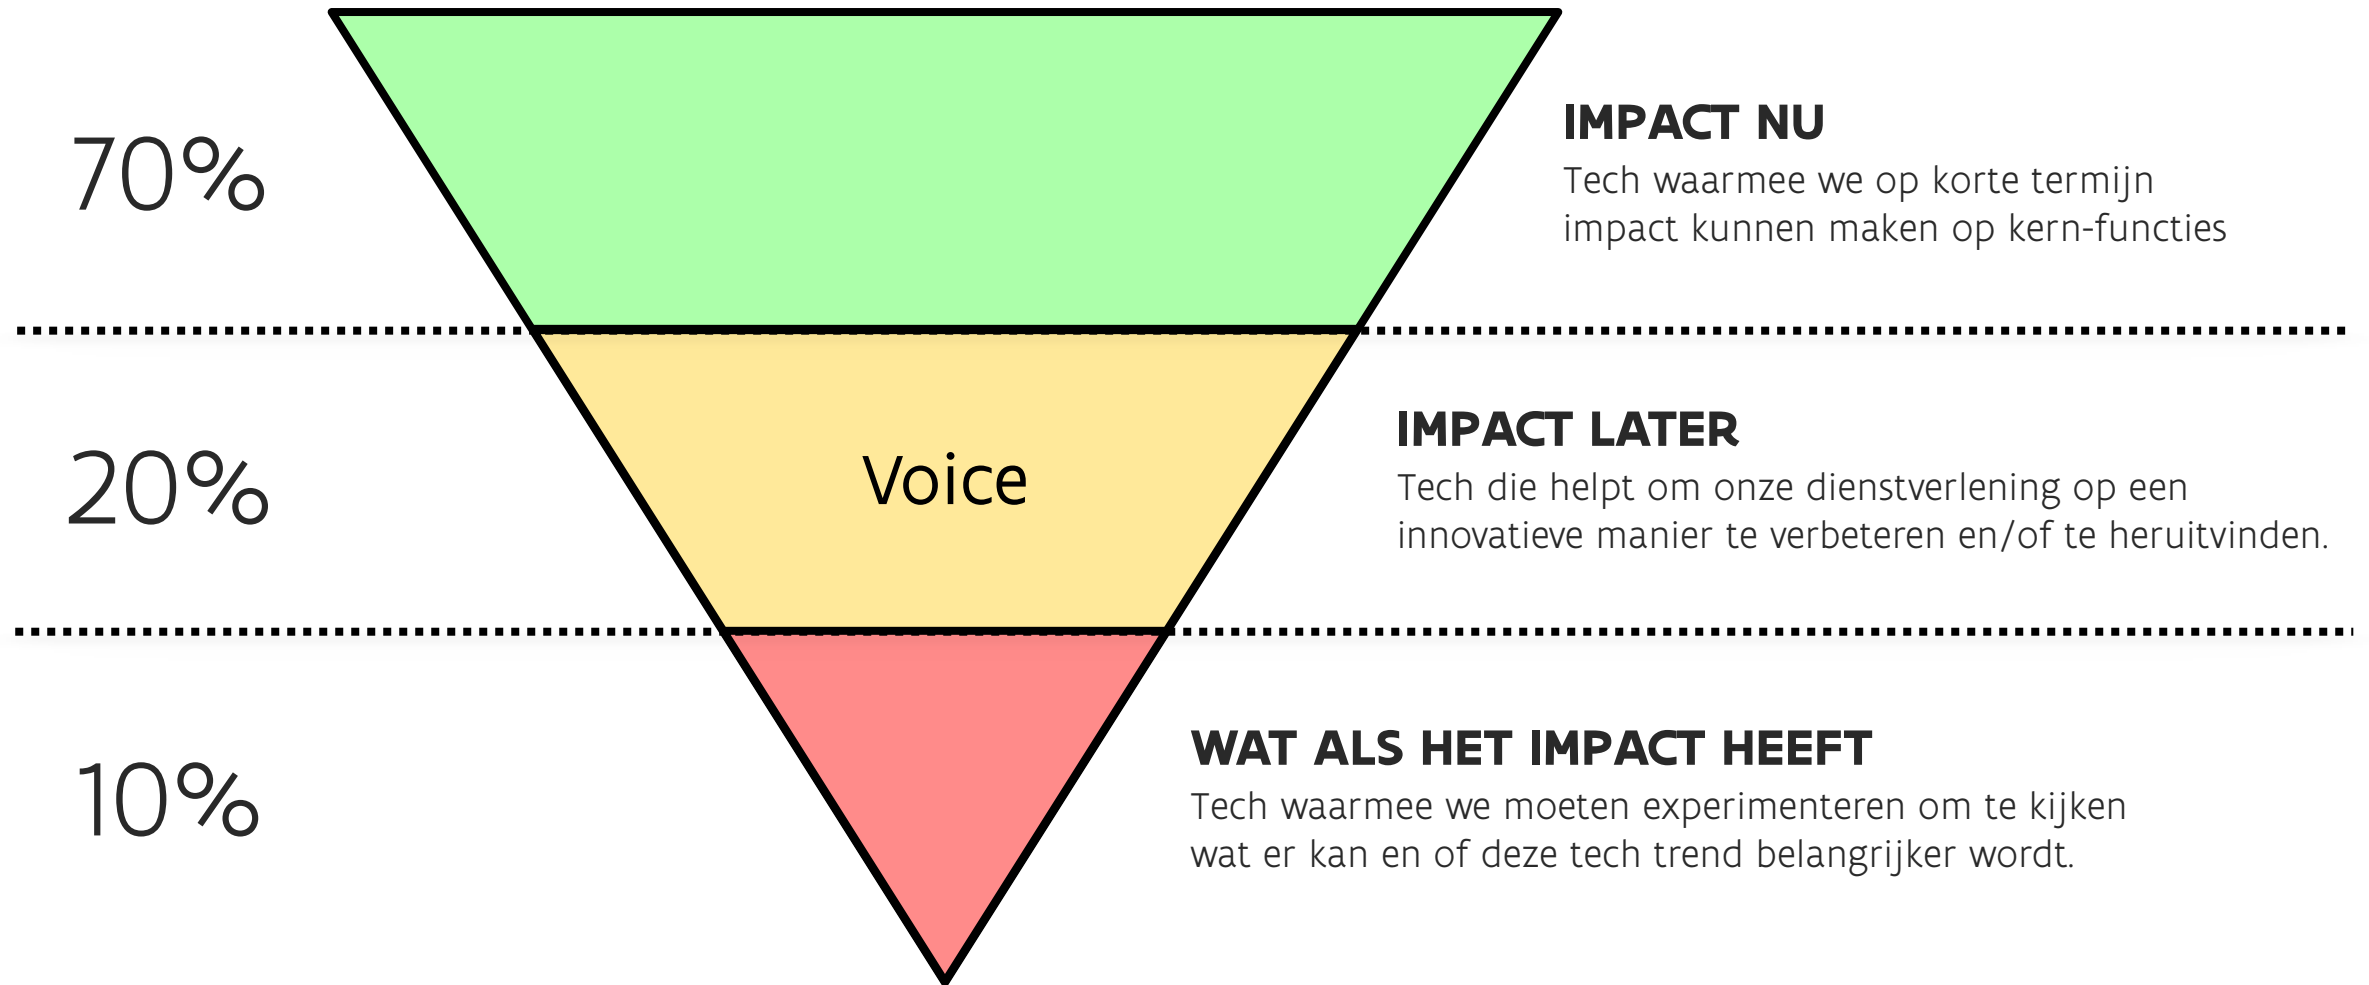 70%
IMPACT NU
Tech waarmee we op korte termijn
impact kunnen maken op kern-functies
20%
Voice
IMPACT LATER
Tech die helpt om onze dienstverlening op een
innovatieve manier te verbeteren en/of te heruitvinden.
10%
WAT ALS HET IMPACT HEEFT
Tech waarmee we moeten experimenteren om te kijken
wat er kan en of deze tech trend belangrijker wordt.